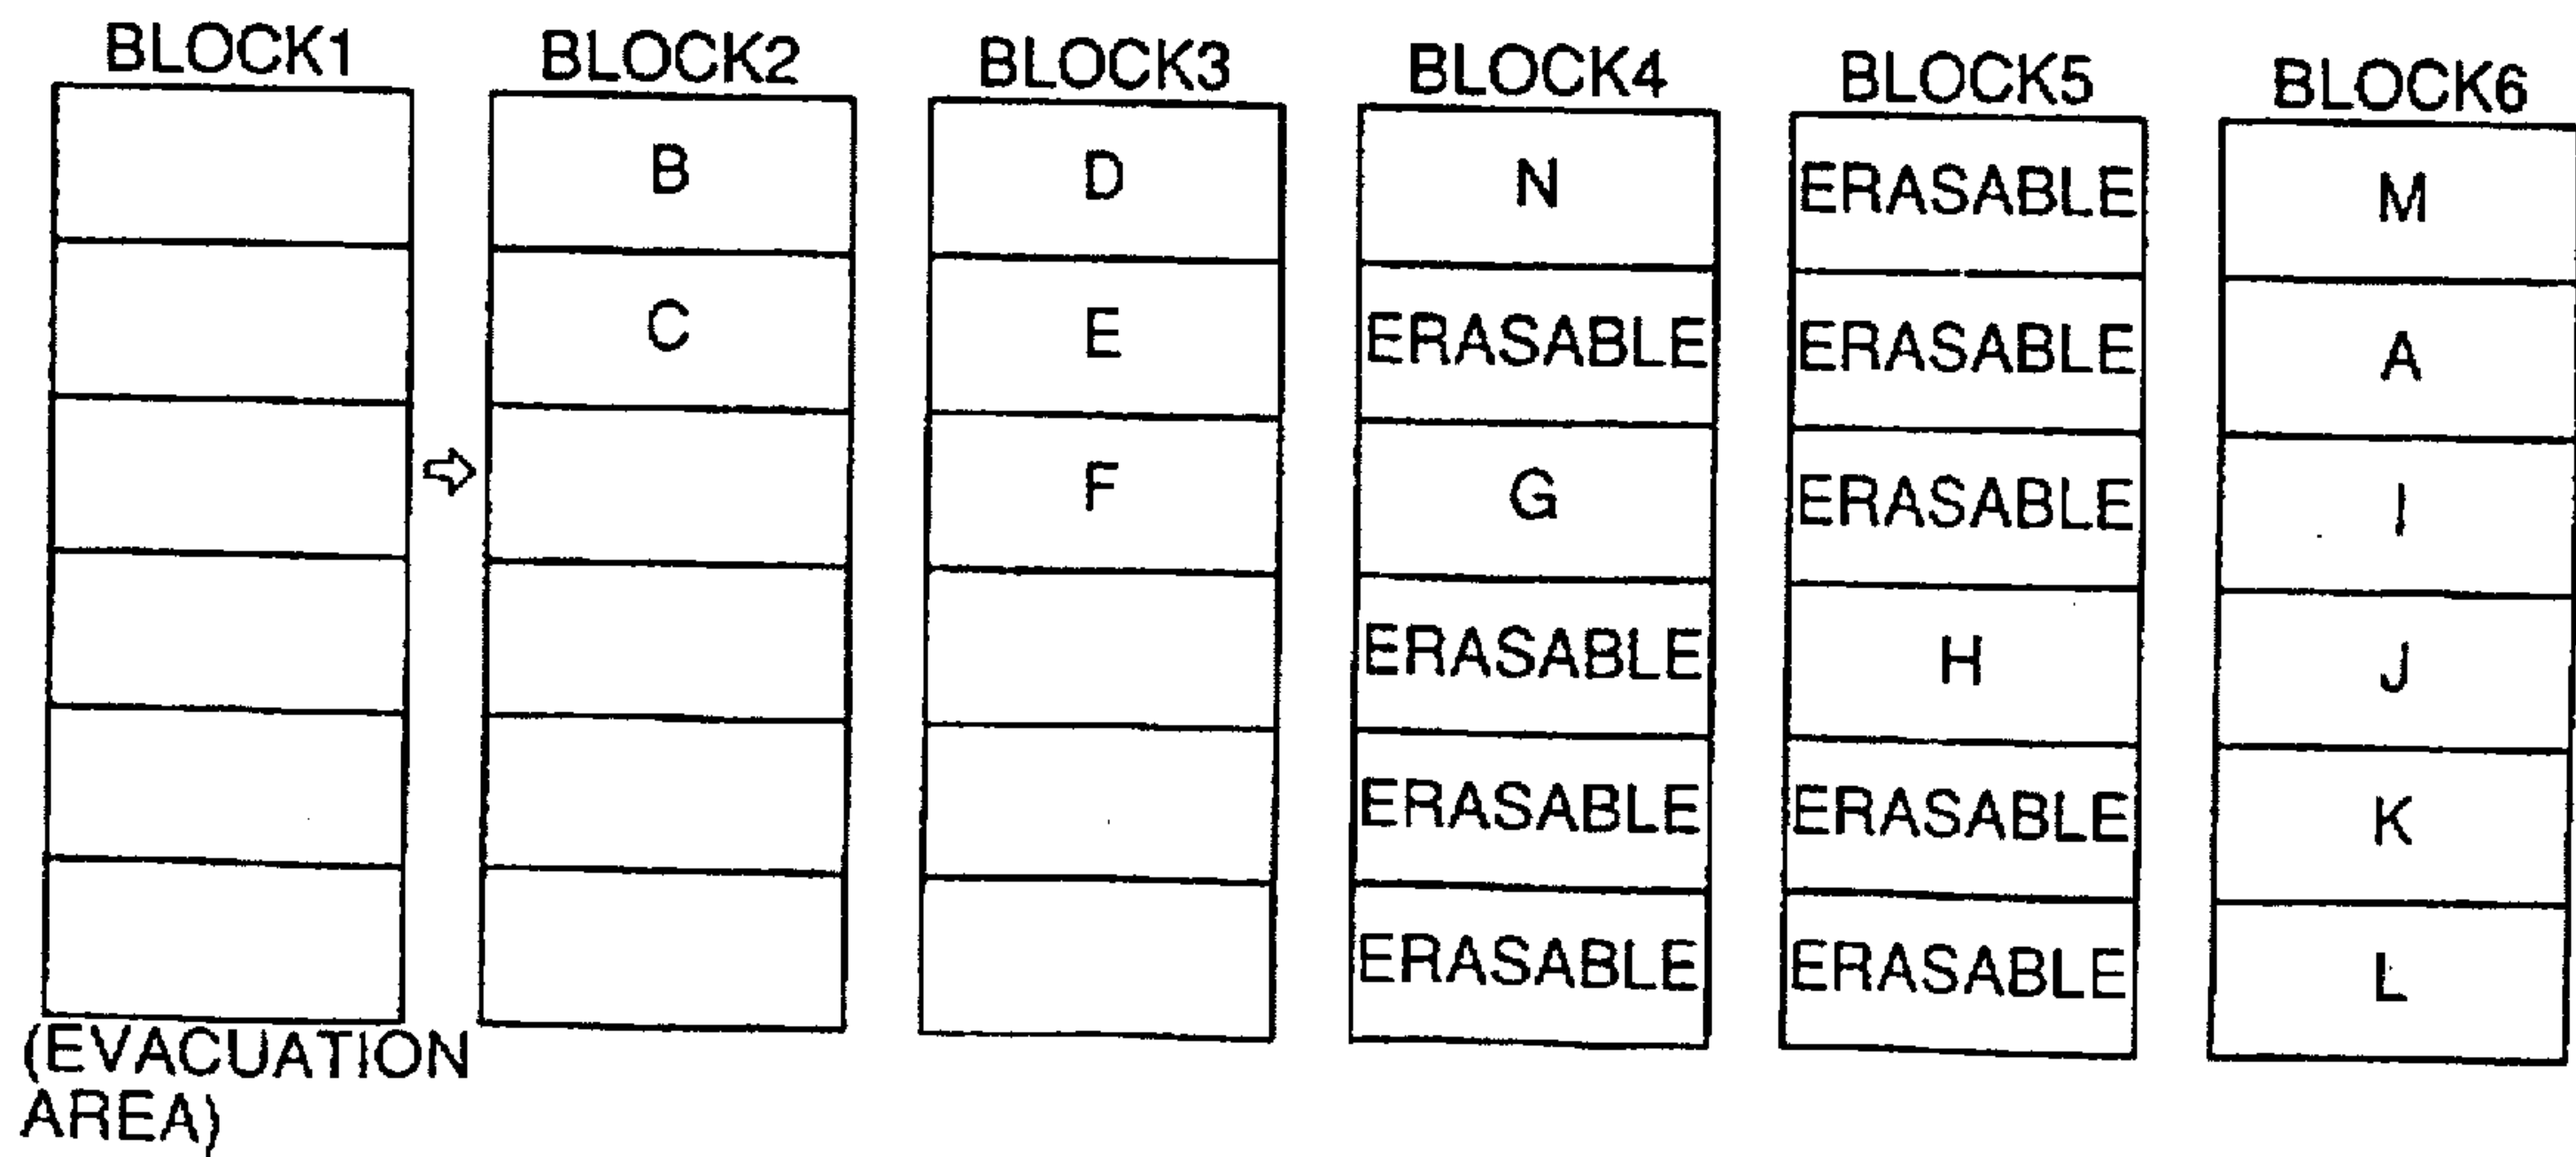 BLOCK1 BLOCK2 BLOCK3 BLOCK4 BLOCK5 BLOCK6
B D N ERASABLE M
C E ERASABLE ERASABLE A
F G ERASABLE I
ERASABLE H J
ERASABLE ERASABLE K
ERASABLE ERASABLE L
(EVACUATION
AREA)